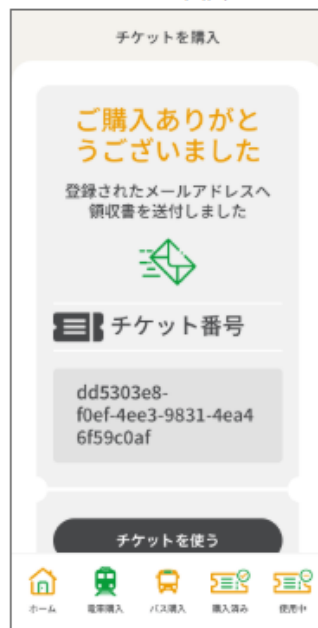 チケットを購入
ご購入ありがと
うございました
登録されたメールアドレスへ
領収書を送付しました
チケット番号
dd5303e8-
f0ef-4ee3-9831-4ea4
6f59c0af
チケットを使う
ホーム 電車購入 バス購入 購入済み 使用中